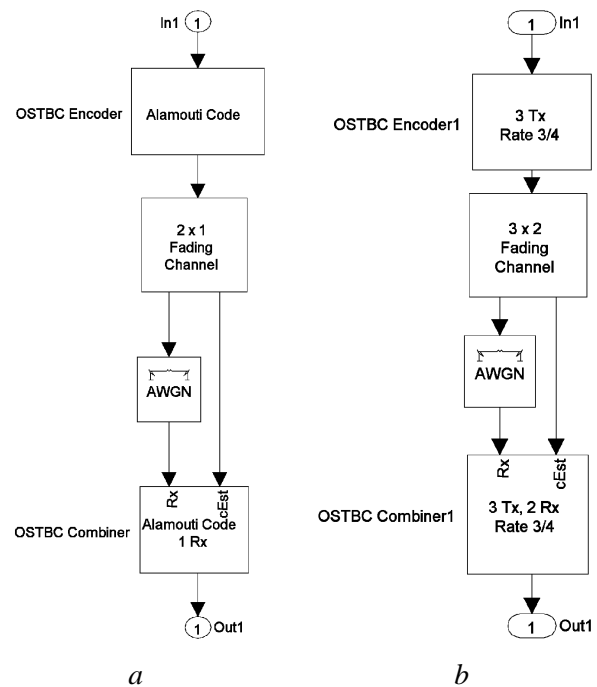 In1 1
OSTBC Encoder
Alamouti Code
2 x 1
Fading
Channel
AWGN
Rx
cEst
OSTBC Combiner
Alamouti Code
1 Rx
1 Out1
a
1 In1
OSTBC Encoder1
3 Tx
Rate 3/4
3 x 2
Fading
Channel
AWGN
Rx
cEst
OSTBC Combiner1
3 Tx, 2 Rx
Rate 3/4
1 Out1
b